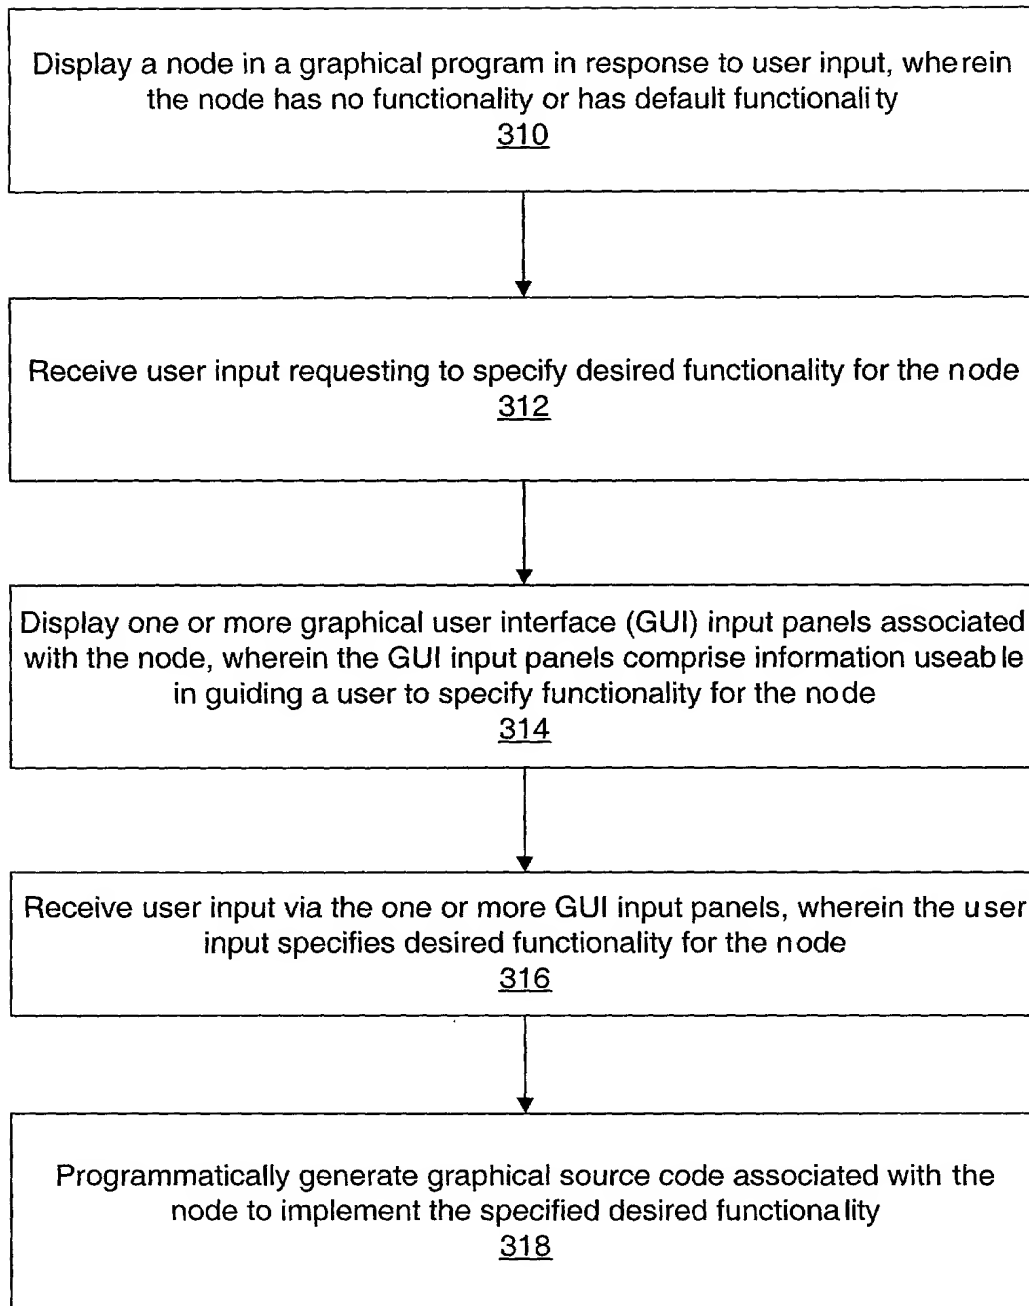 Display a node in a graphical program in response to user input, wherein
the node has no functionality or has default functionality
310
Receive user input requesting to specify desired functionality for the node
312
Display one or more graphical user interface (GUI) input panels associated
with the node, wherein the GUI input panels comprise information useable
in guiding a user to specify functionality for the node
314
Receive user input via the one or more GUI input panels, wherein the user
input specifies desired functionality for the node
316
Programmatically generate graphical source code associated with the
node to implement the specified desired functionality
318